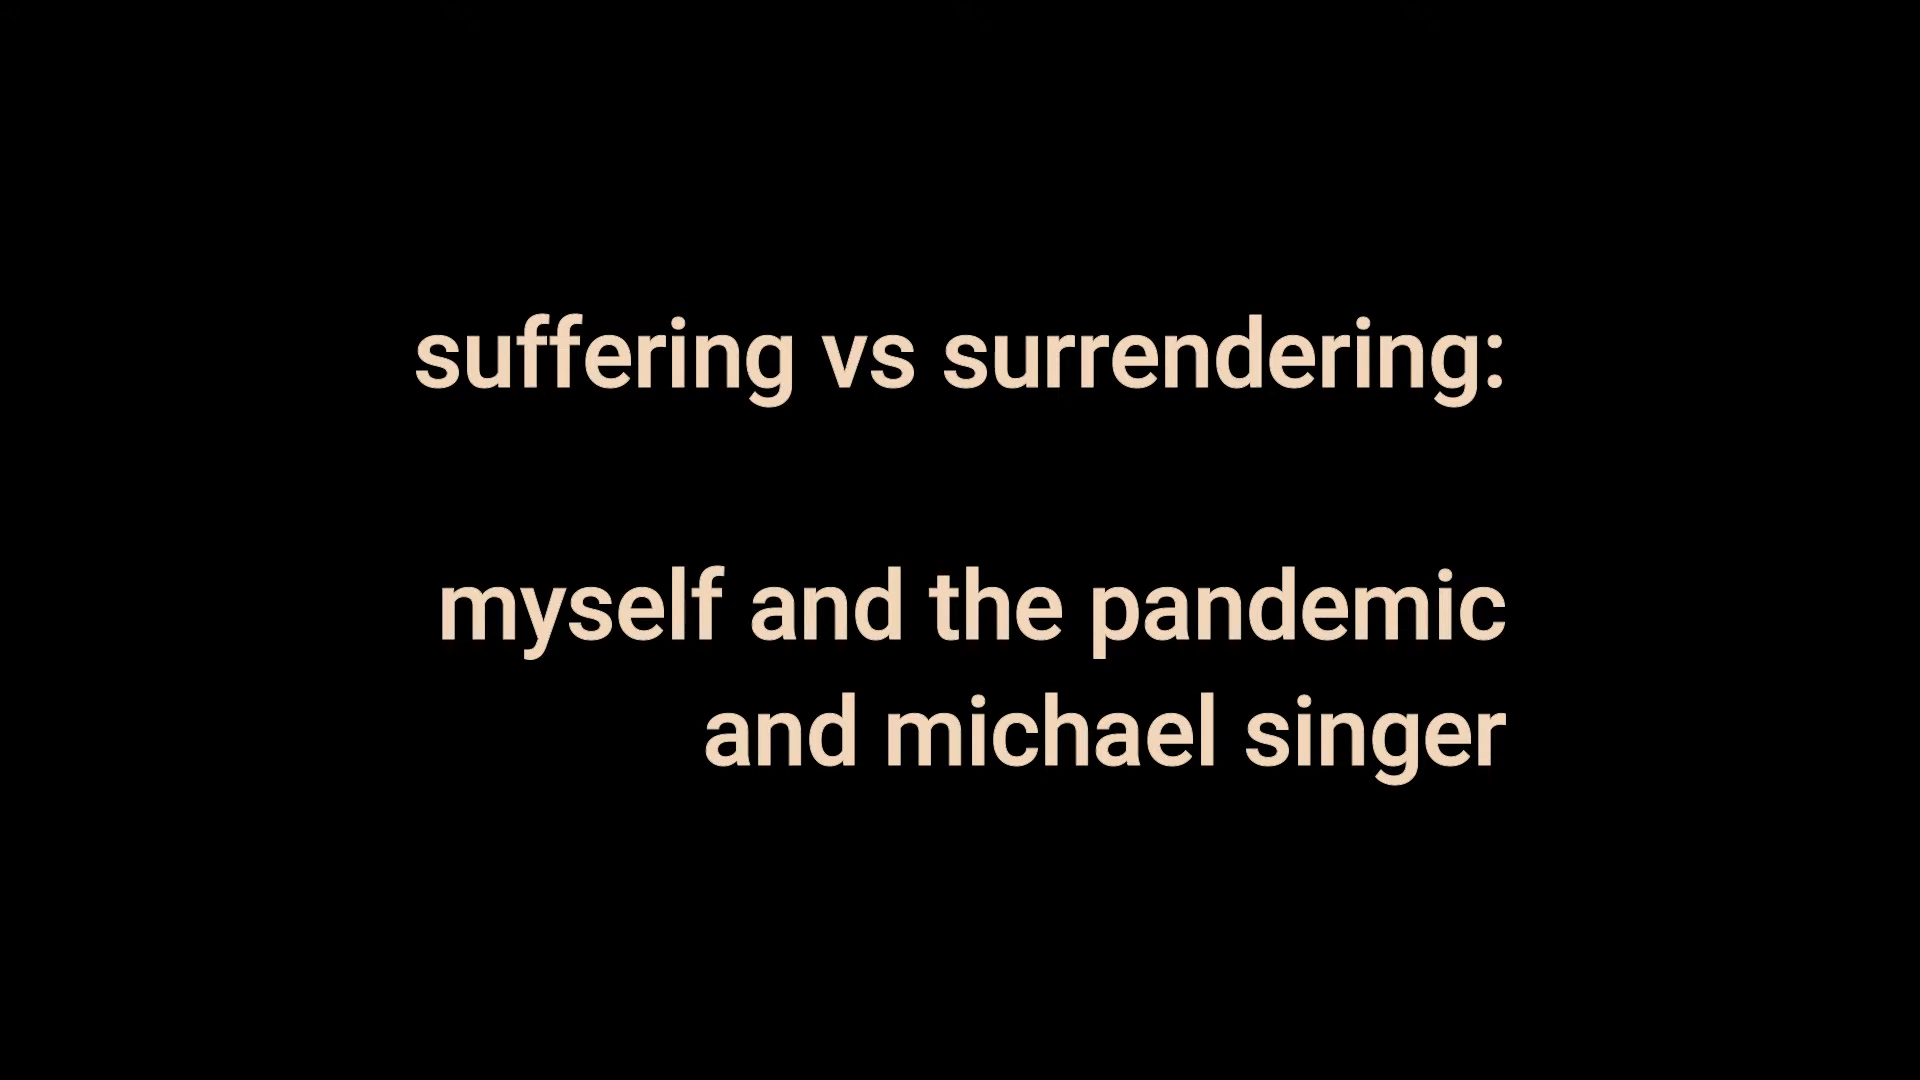 suffering vs surrendering:
myself and the pandemic
and michael singer